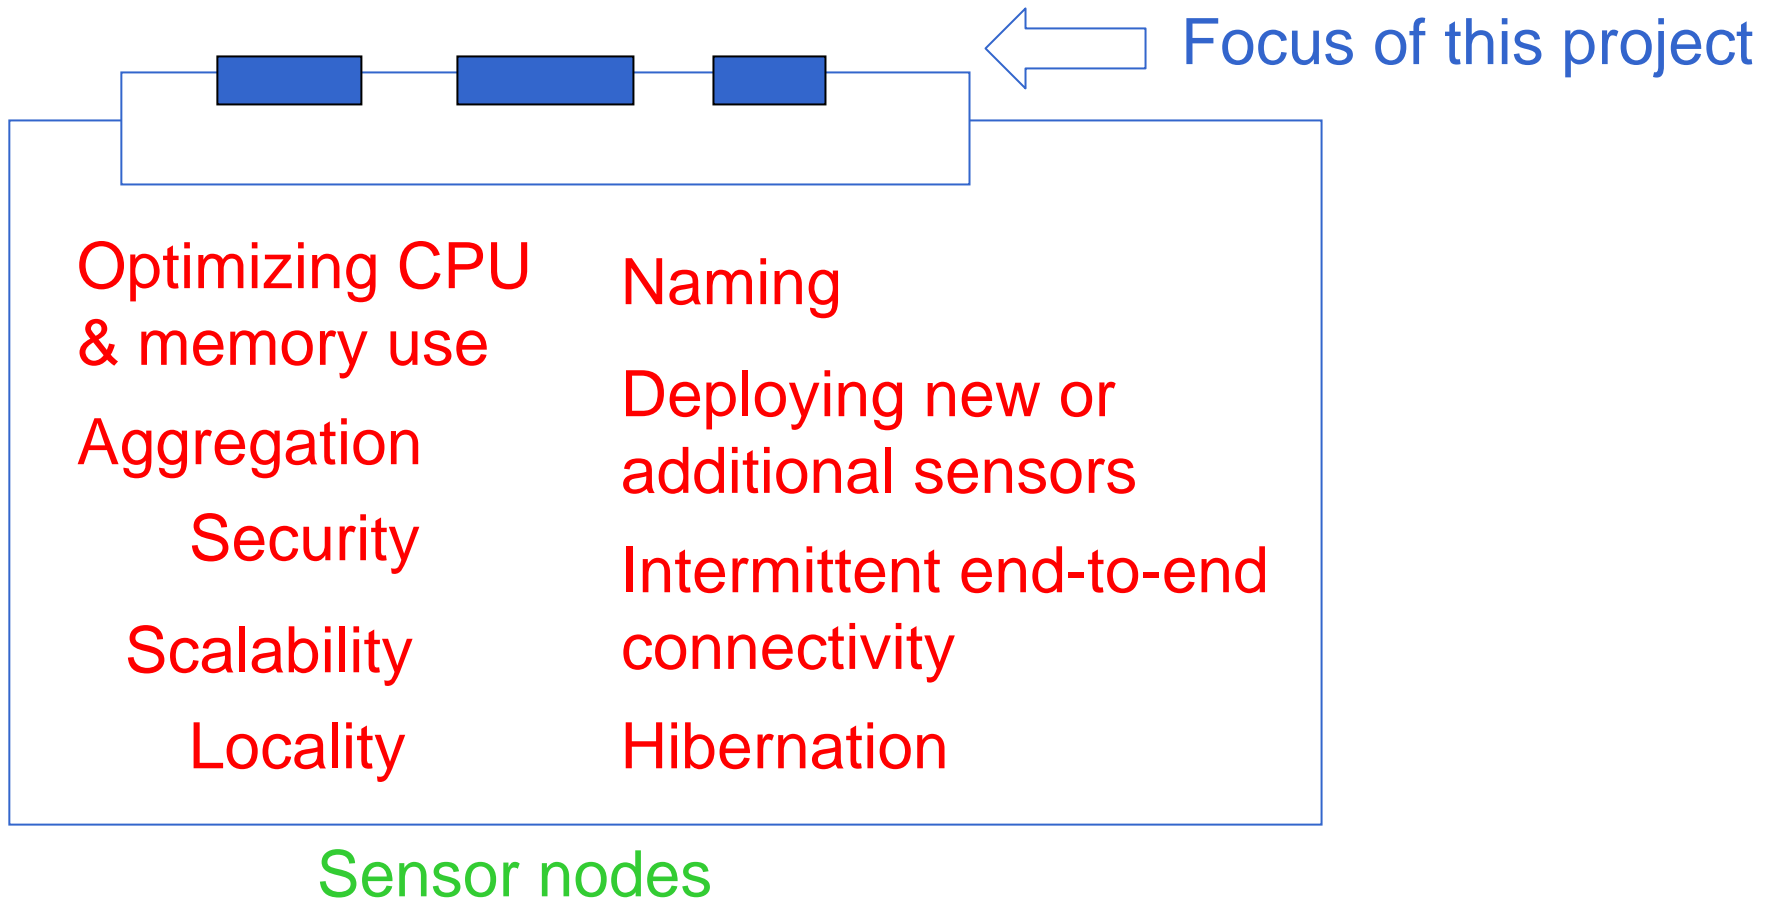 Focus of this project
Optimizing CPU
& memory use
Aggregation
Security
Scalability
Locality
Naming
Deploying new or
additional sensors
Intermittent end-to-end
connectivity
Hibernation
Sensor nodes